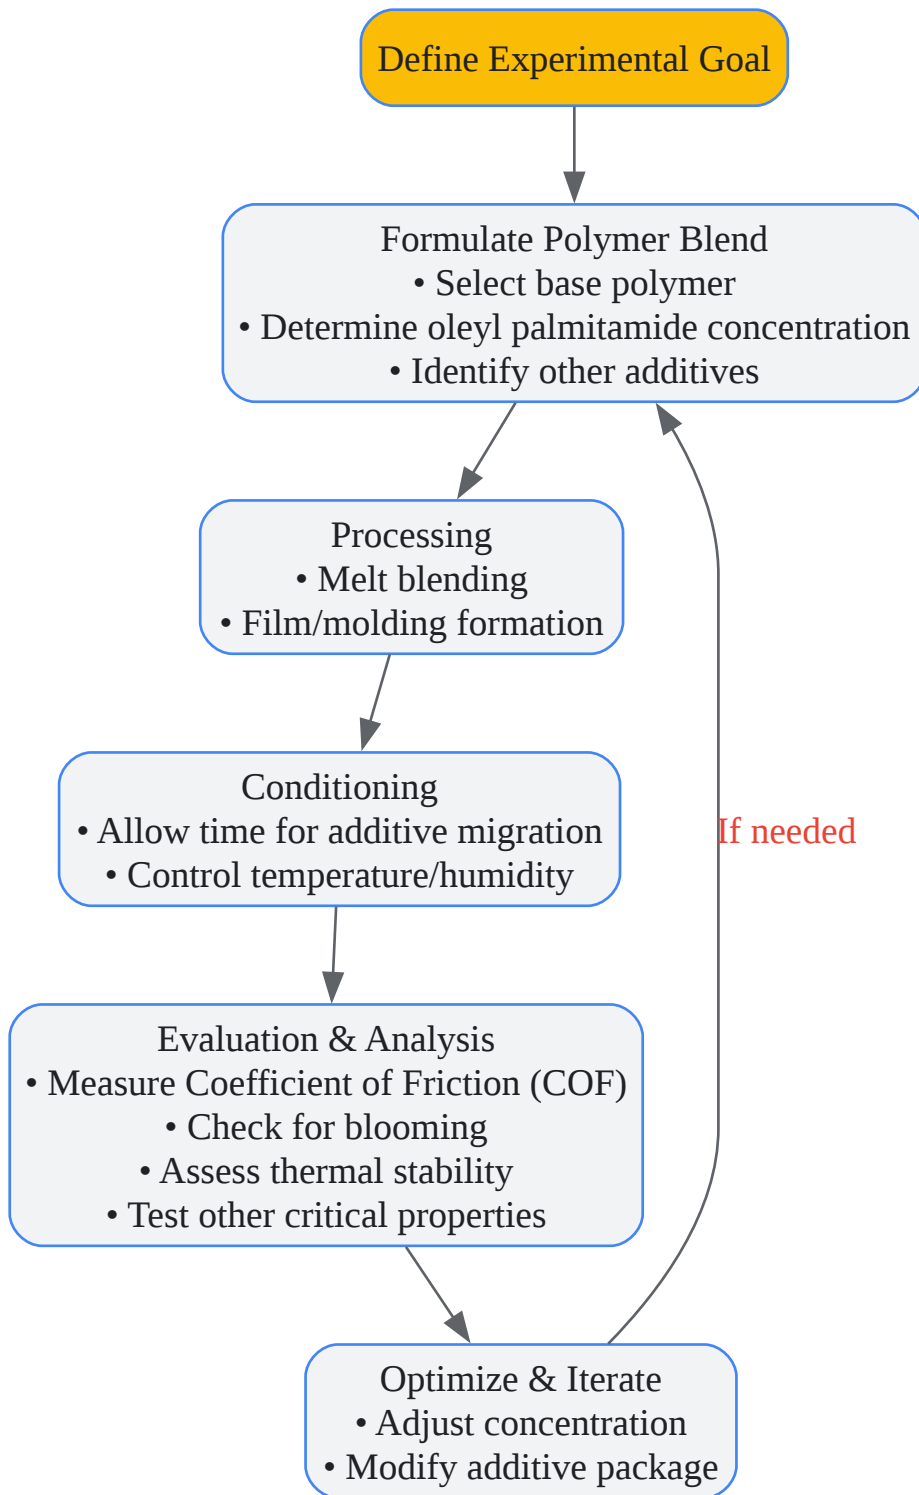 Define Experimental Goal
Formulate Polymer Blend
• Select base polymer
• Determine oleyl palmitamide concentration
• Identify other additives
Processing
• Melt blending
• Film/molding formation
Conditioning
• Allow time for additive migration
• Control temperature/humidity
If needed
Evaluation & Analysis
• Measure Coefficient of Friction (COF)
• Check for blooming
• Assess thermal stability
• Test other critical properties
Optimize & Iterate
• Adjust concentration
• Modify additive package